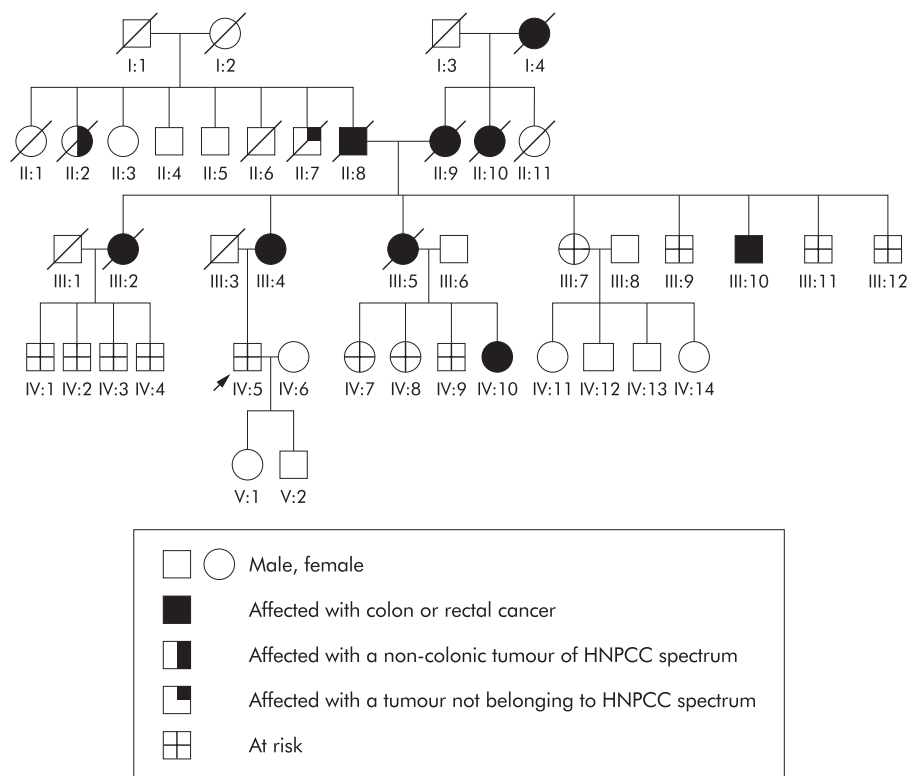 I:1 I:2 I:3 I:4
II:1 II:2 II:3 II:4 II:5 II:6 II:7 II:8 II:9 II:10 II:11
III:1 III:2 III:3 III:4 III:5 III:6 III:7 III:8 III:9 III:10 III:11 III:12
IV:1 IV:2 IV:3 IV:4 IV:5 IV:6 IV:7 IV:8 IV:9 IV:10 IV:11 IV:12 IV:13 IV:14
V:1 V:2
Male, female
Affected with colon or rectal cancer
Affected with a non-colonic tumour of HNPCC spectrum
Affected with a tumour not belonging to HNPCC spectrum
At risk